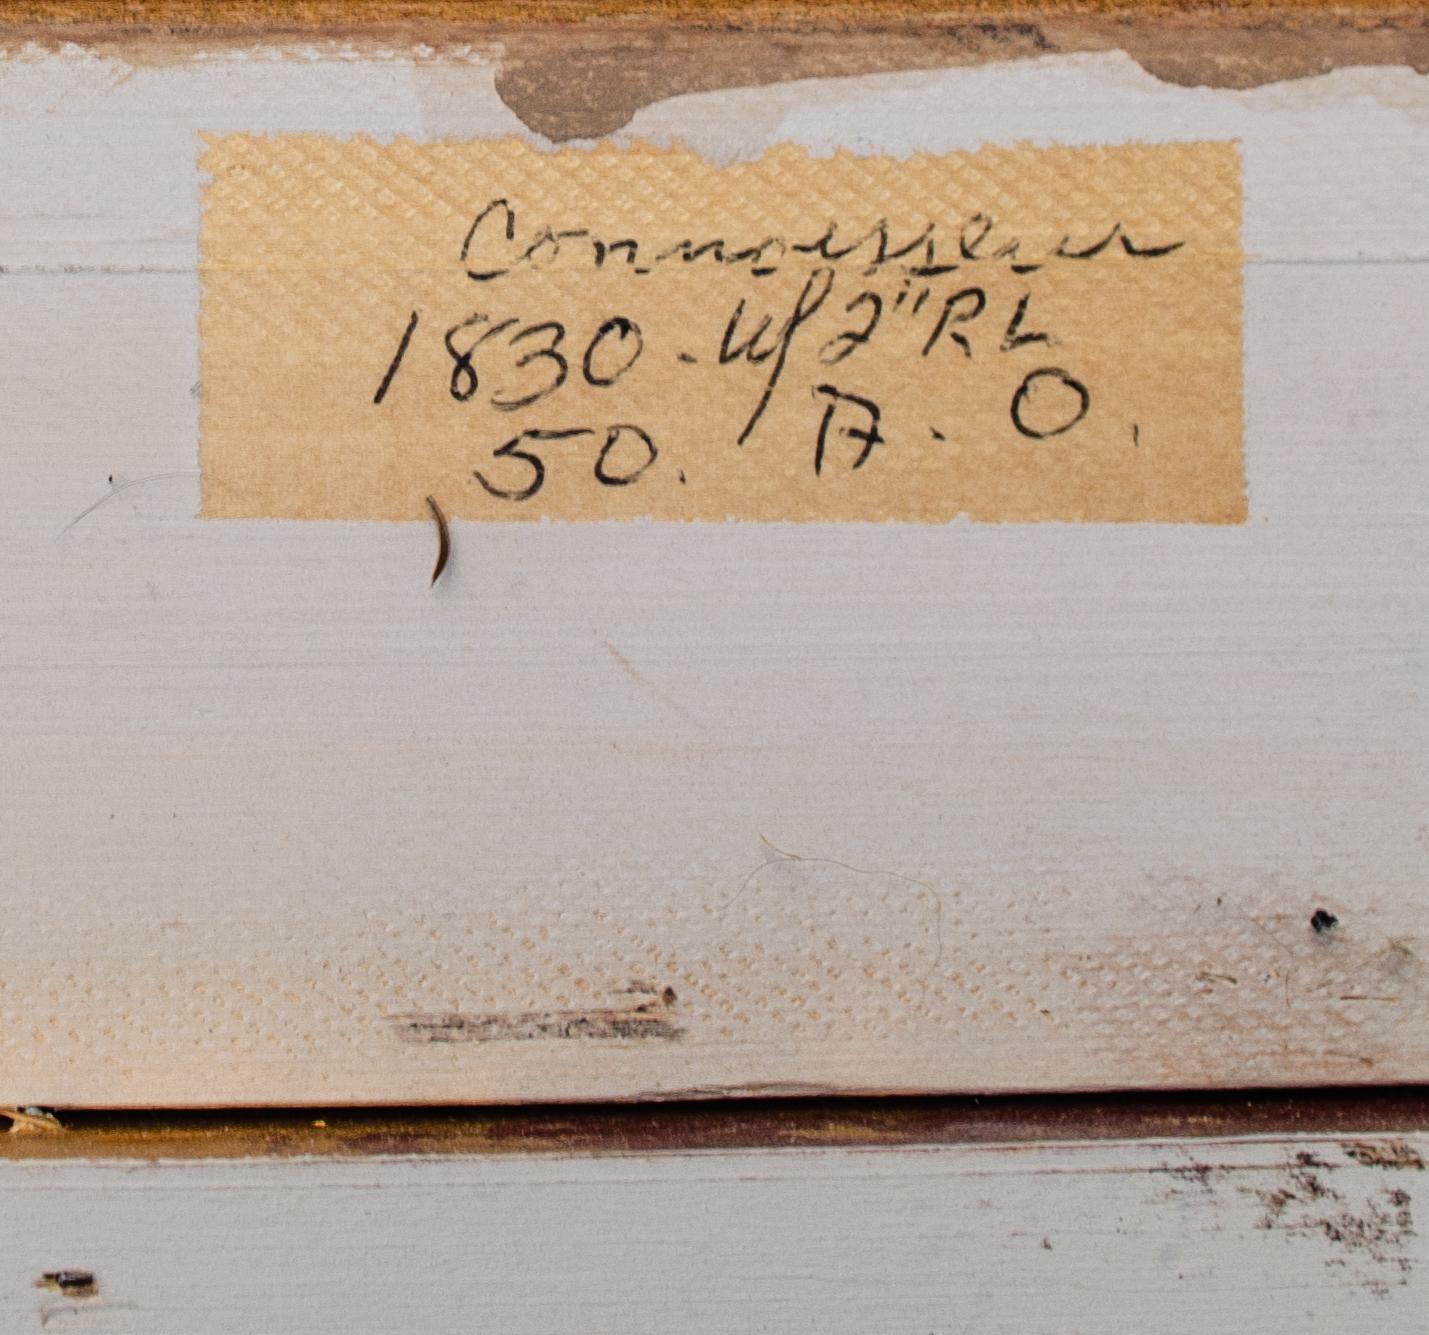 Connoisseur
1830. w/ 2" RL
50. A. O.